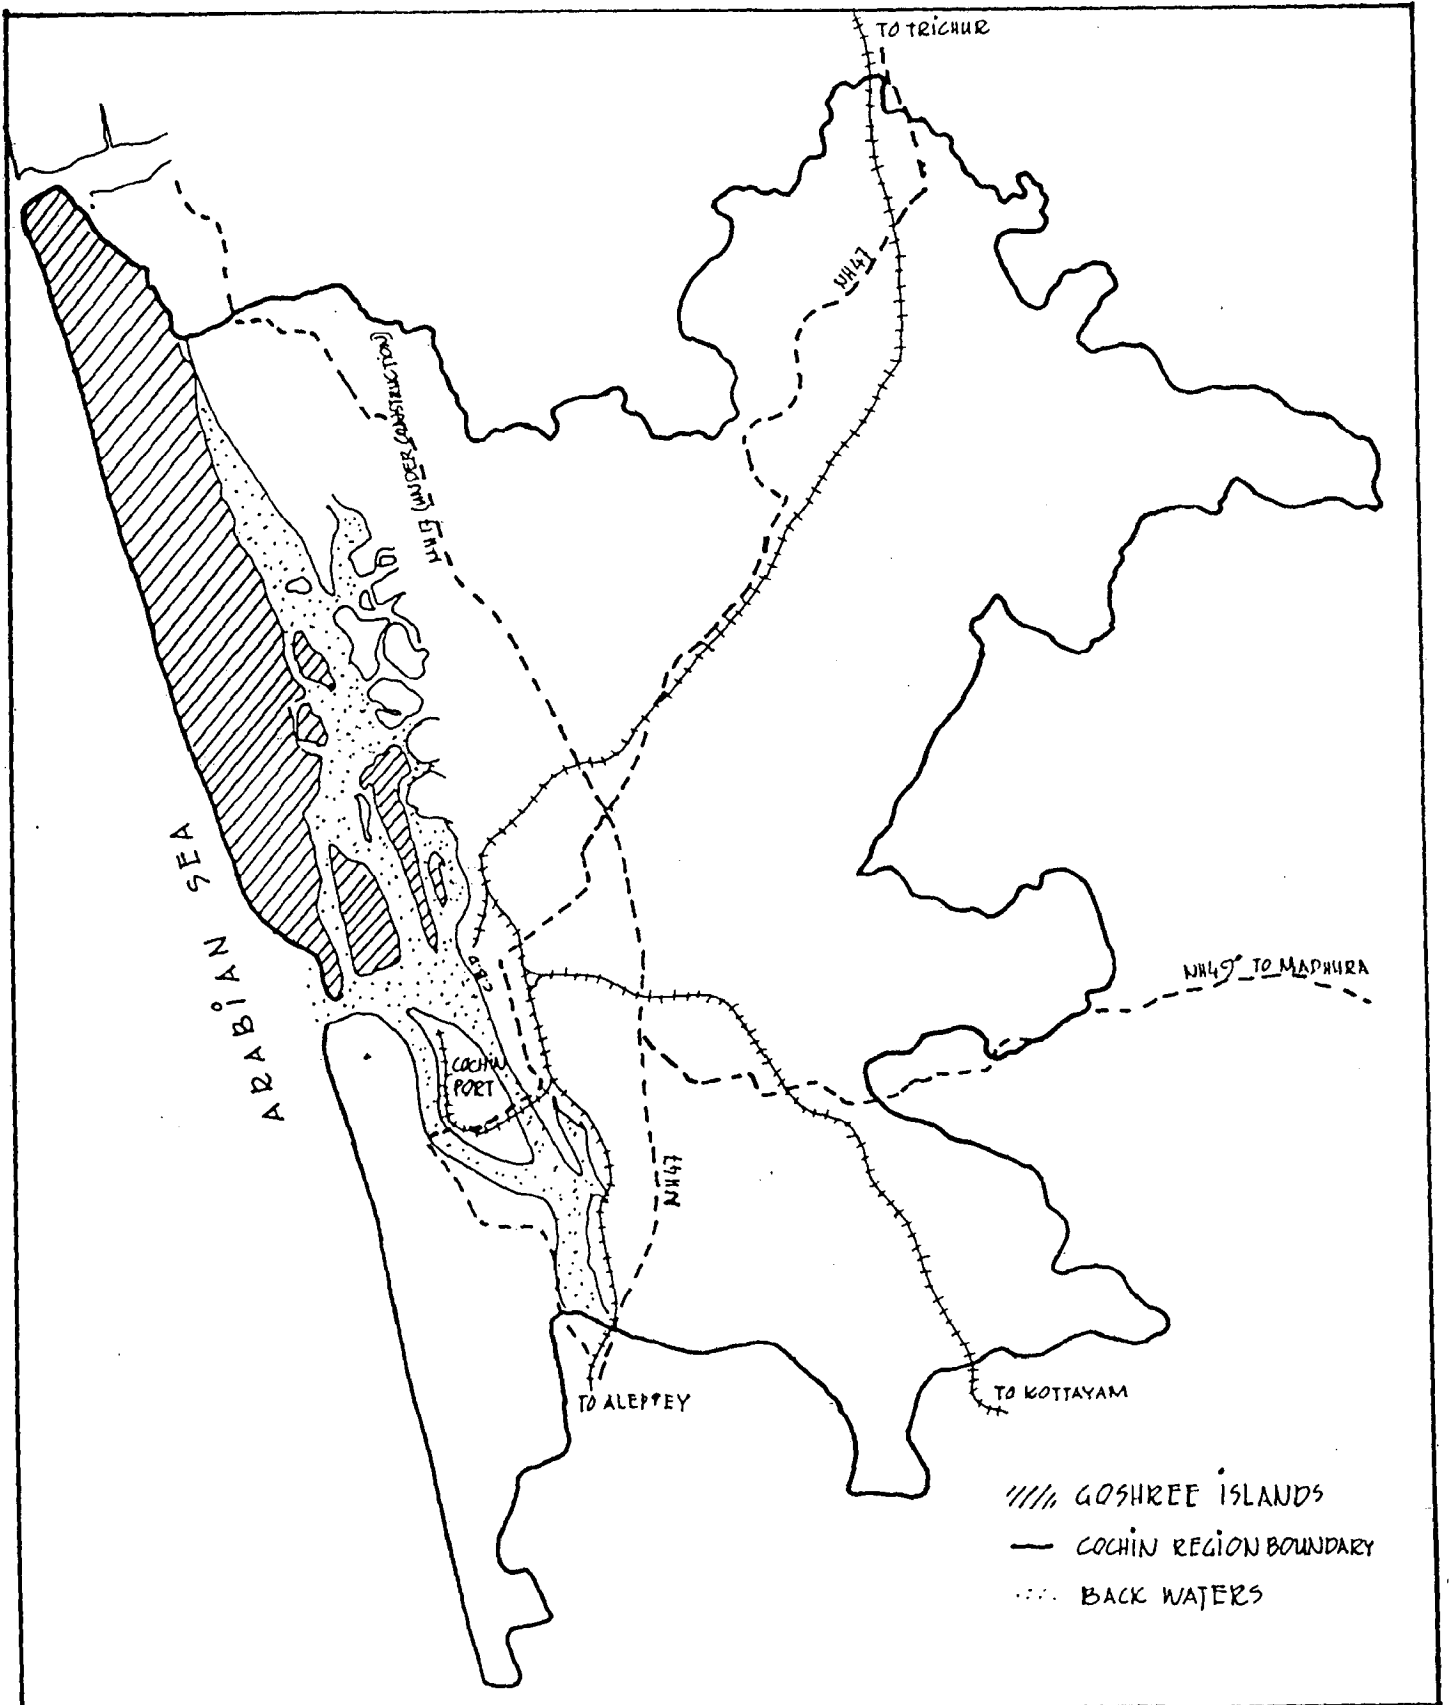 TO TRICHUR
NH47
NH17 (UNDER CONSTRUCTION)
ARABIAN SEA
C.B.D
NH49 TO MADHURA
COCHIN
PORT
NH47
TO ALEPPEY
TO KOTTAYAM
GOSHREE ISLANDS
COCHIN REGION BOUNDARY
BACK WATERS